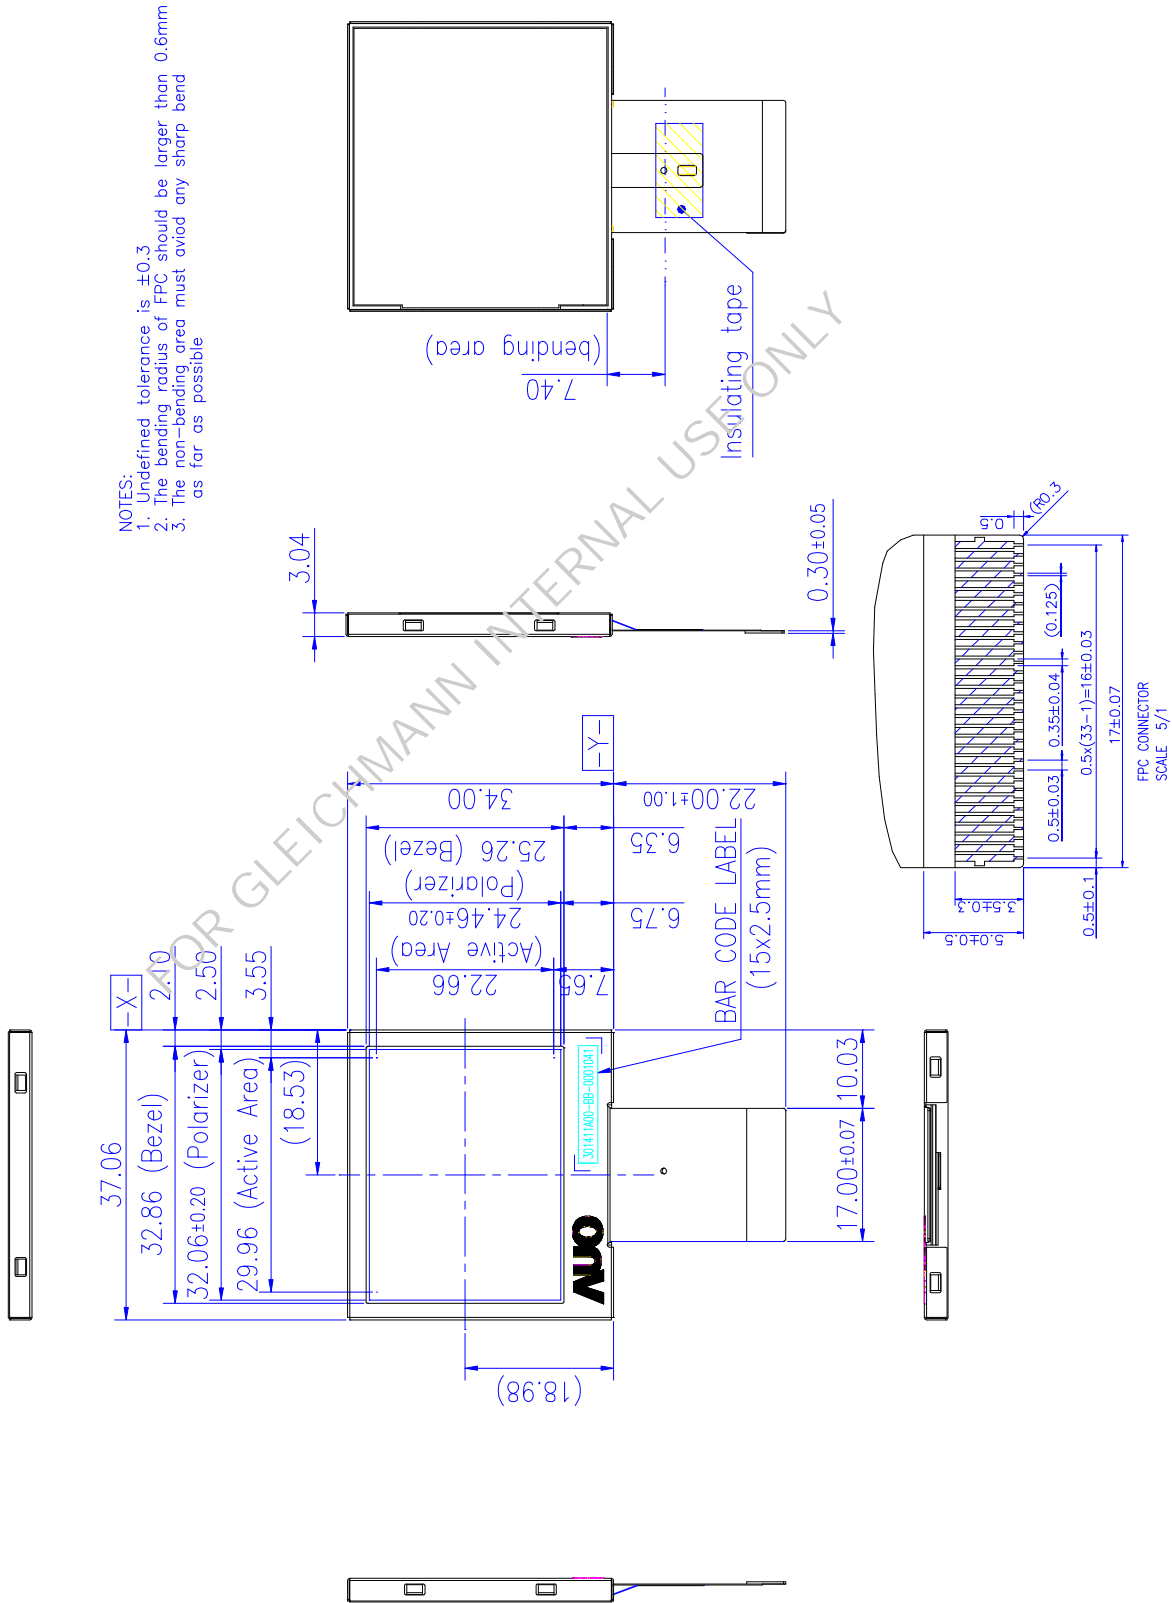 NOTES:
1. Undefined tolerance is ±0.3
2. The bending radius of FPC should be larger than 0.6mm
3. The non-bending area must aviod any sharp bend
as far as possible
(bending area)
7.40
Insulating tape
3.04
0.30±0.05
FOR GLEICHMANN INTERNAL USE ONLY
-X-
-Y-
37.06
32.86 (Bezel)
32.06±0.20 (Polarizer)
29.96 (Active Area)
(18.53)
2.10
2.50
3.55
34.00
25.26 (Bezel)
(Polarizer)
24.46±0.20
(Active Area)
22.66
22.00±1.00
6.35
6.75
7.65
BAR CODE LABEL
(15x2.5mm)
301411AD0-BB-0001041
AUO
10.03
17.00±0.07
(18.98)
0.5
(R0.3
(0.125)
0.35±0.04
0.5±0.03
0.5x(33-1)=16±0.03
17±0.07
0.5±0.1
3.5±0.3
5.0±0.5
FPC CONNECTOR
SCALE 5/1